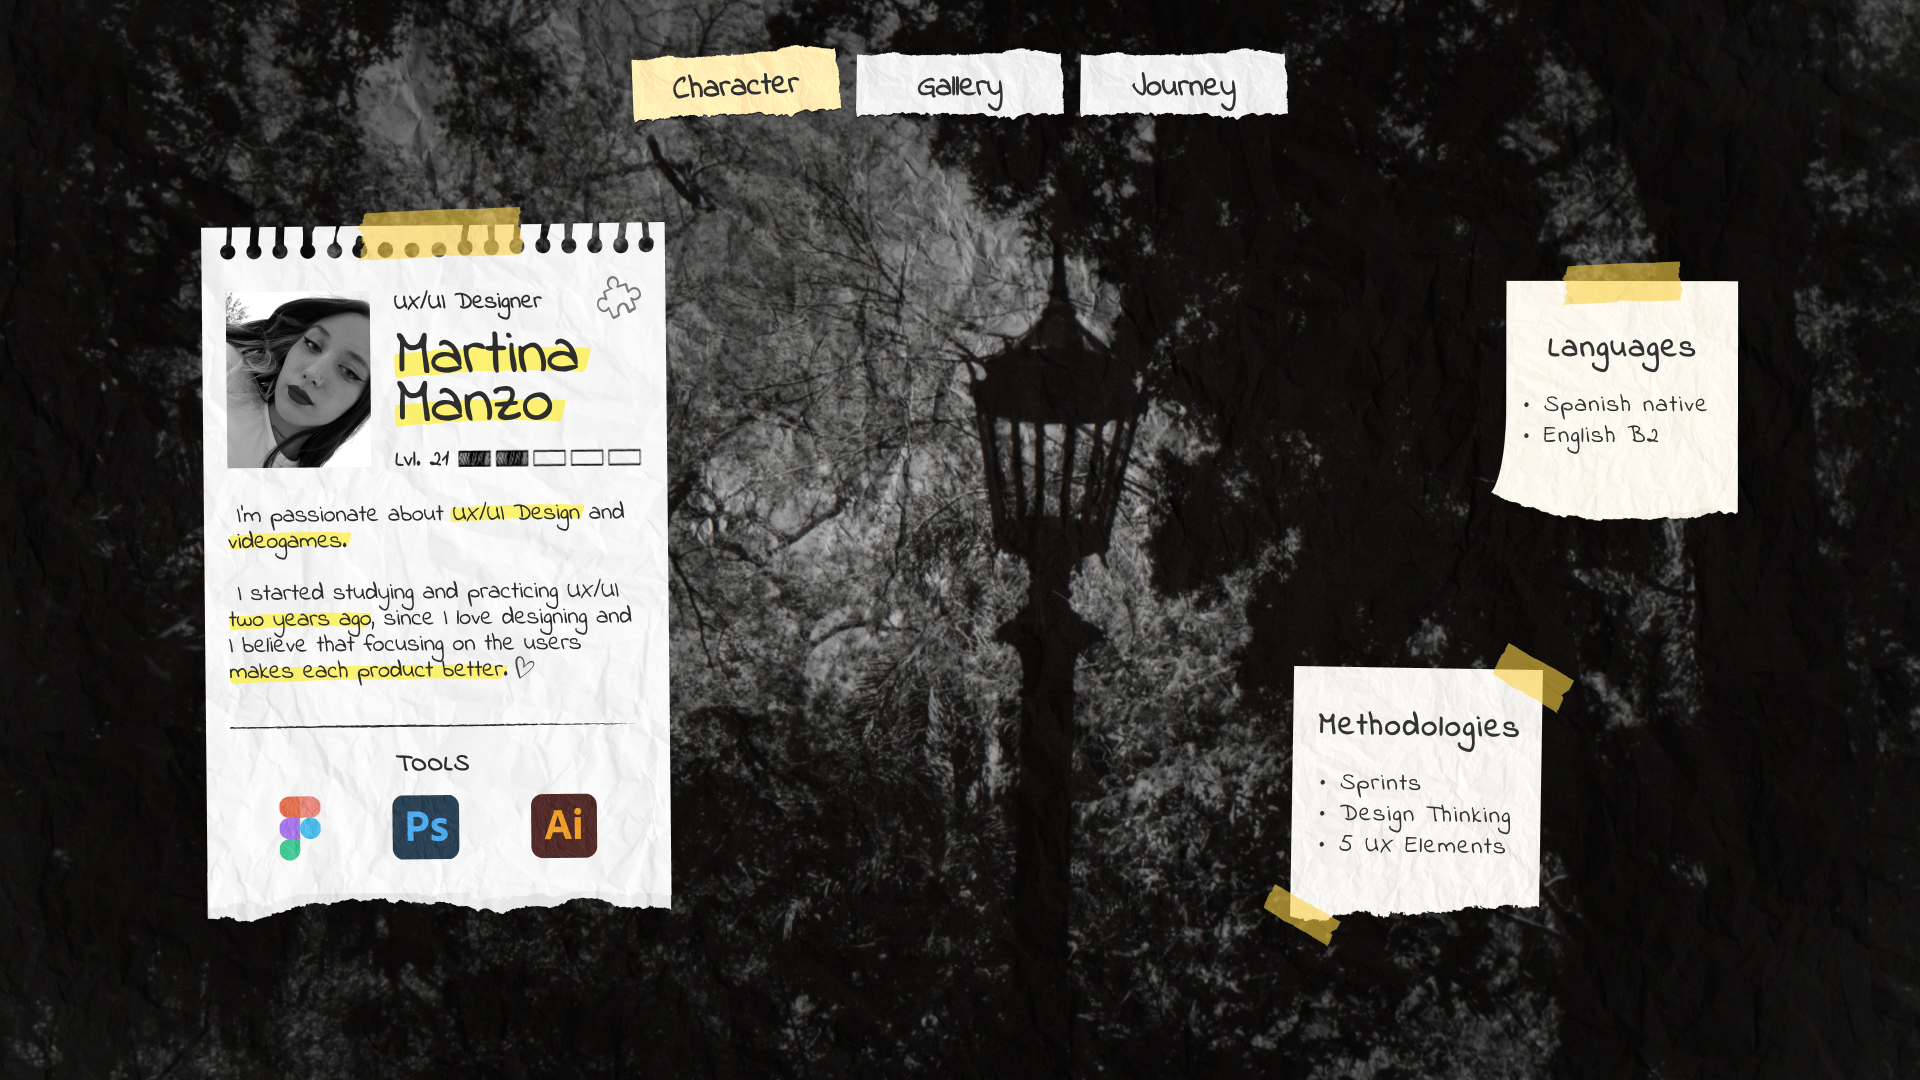 Character
Gallery
Journey
UX/UI Designer
Martina
Manzo
Lvl. 21
I'm passionate about UX/UI Design and
videogames.
I started studying and practicing UX/UI
two years ago, since I love designing and
I believe that focusing on the users
makes each product better.
TOOLS
Ps
Ai
Languages
• Spanish native
• English B2
Methodologies
• Sprints
• Design Thinking
• 5 UX Elements